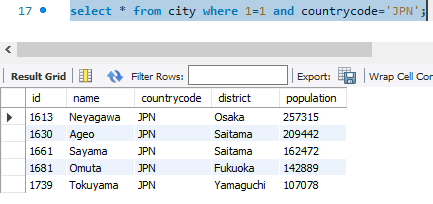 17 select * from city where 1=1 and countrycode='JPN';
Result Grid Filter Rows: Export: Wrap Cell Con
id name countrycode district population
1613 Neyagawa JPN Osaka 257315
1630 Ageo JPN Saitama 209442
1661 Sayama JPN Saitama 162472
1681 Omuta JPN Fukuoka 142889
1739 Tokuyama JPN Yamaguchi 107078